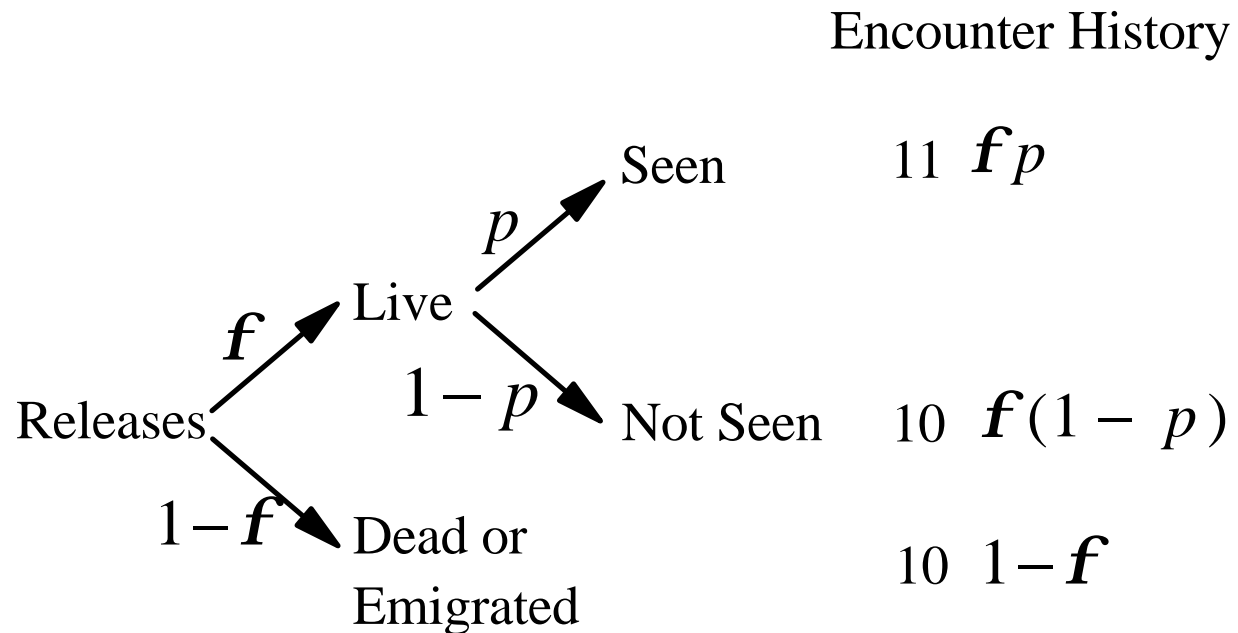 Encounter History
Seen 11 fp
p
Live
f
1 − p
Releases
Not Seen 10 f(1 − p)
1−f
Dead or
Emigrated
10 1−f